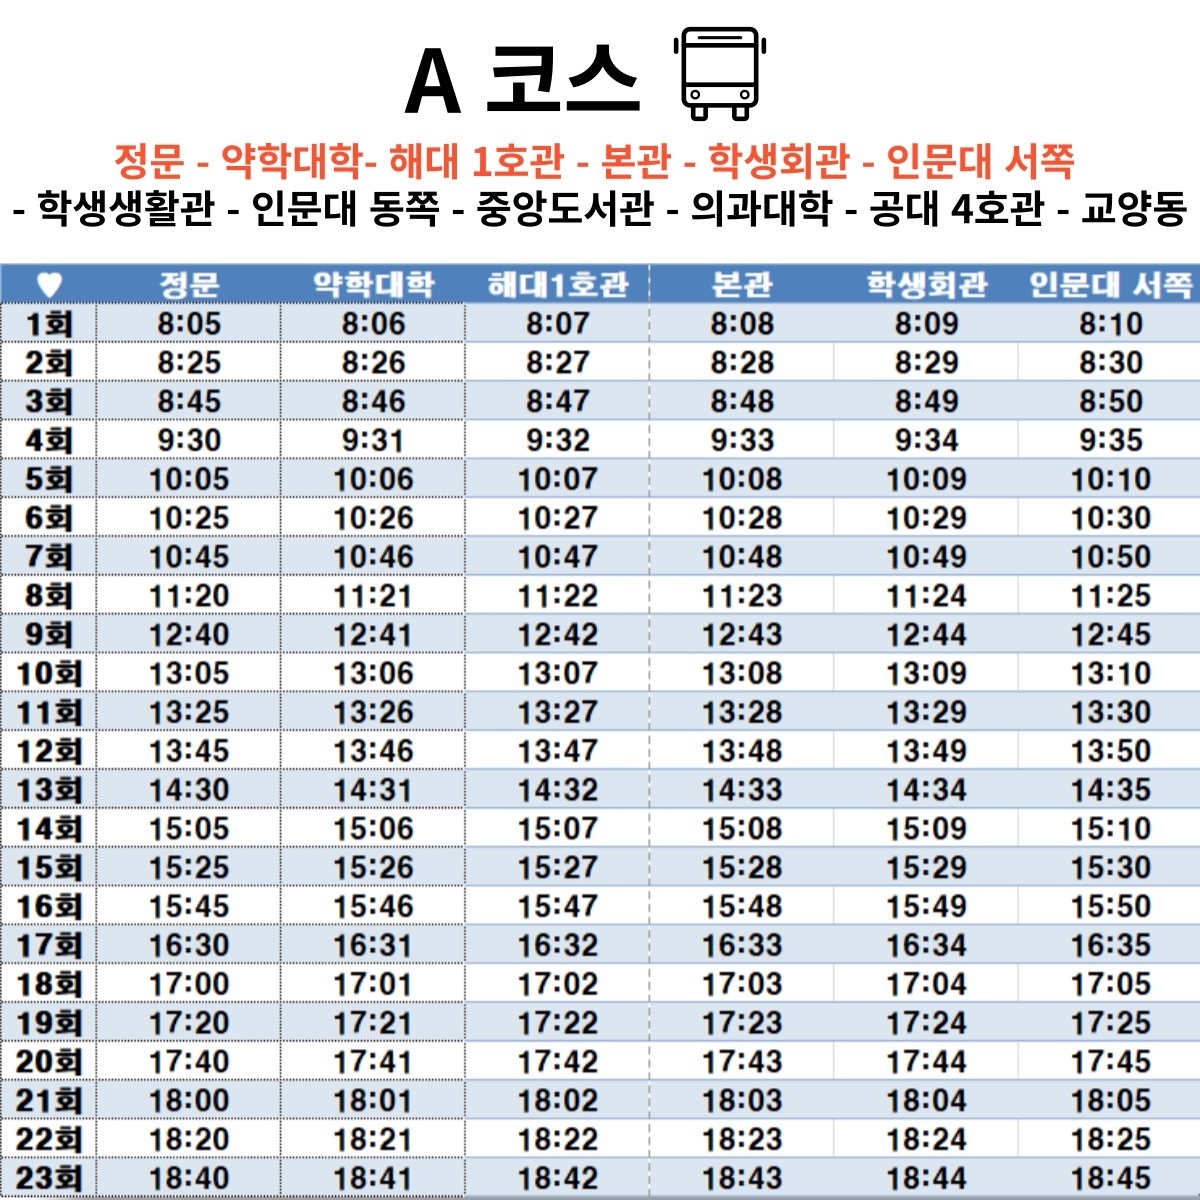 A 코스
정문 - 약학대학- 해대 1호관 - 본관 - 학생회관 - 인문대 서쪽
- 학생생활관 - 인문대 동쪽 - 중앙도서관 - 의과대학 - 공대 4호관 - 교양동
♥ 정문 약학대학 해대1호관 본관 학생회관 인문대 서쪽
1회 8:05 8:06 8:07 8:08 8:09 8:10
2회 8:25 8:26 8:27 8:28 8:29 8:30
3회 8:45 8:46 8:47 8:48 8:49 8:50
4회 9:30 9:31 9:32 9:33 9:34 9:35
5회 10:05 10:06 10:07 10:08 10:09 10:10
6회 10:25 10:26 10:27 10:28 10:29 10:30
7회 10:45 10:46 10:47 10:48 10:49 10:50
8회 11:20 11:21 11:22 11:23 11:24 11:25
9회 12:40 12:41 12:42 12:43 12:44 12:45
10회 13:05 13:06 13:07 13:08 13:09 13:10
11회 13:25 13:26 13:27 13:28 13:29 13:30
12회 13:45 13:46 13:47 13:48 13:49 13:50
13회 14:30 14:31 14:32 14:33 14:34 14:35
14회 15:05 15:06 15:07 15:08 15:09 15:10
15회 15:25 15:26 15:27 15:28 15:29 15:30
16회 15:45 15:46 15:47 15:48 15:49 15:50
17회 16:30 16:31 16:32 16:33 16:34 16:35
18회 17:00 17:01 17:02 17:03 17:04 17:05
19회 17:20 17:21 17:22 17:23 17:24 17:25
20회 17:40 17:41 17:42 17:43 17:44 17:45
21회 18:00 18:01 18:02 18:03 18:04 18:05
22회 18:20 18:21 18:22 18:23 18:24 18:25
23회 18:40 18:41 18:42 18:43 18:44 18:45